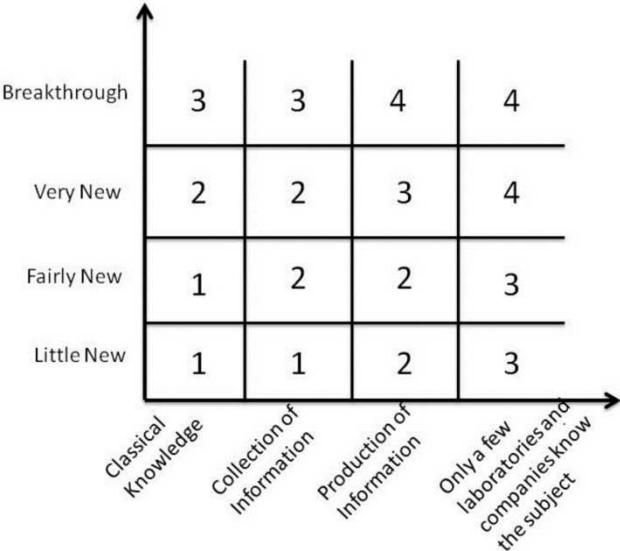 Breakthrough 3 3 4 4
Very New 2 2 3 4
Fairly New 1 2 2 3
Little New 1 1 2 3
Classical
Knowledge
Collection of
Information
Production of
Information
Only a few
laboratories and
companies know
the subject